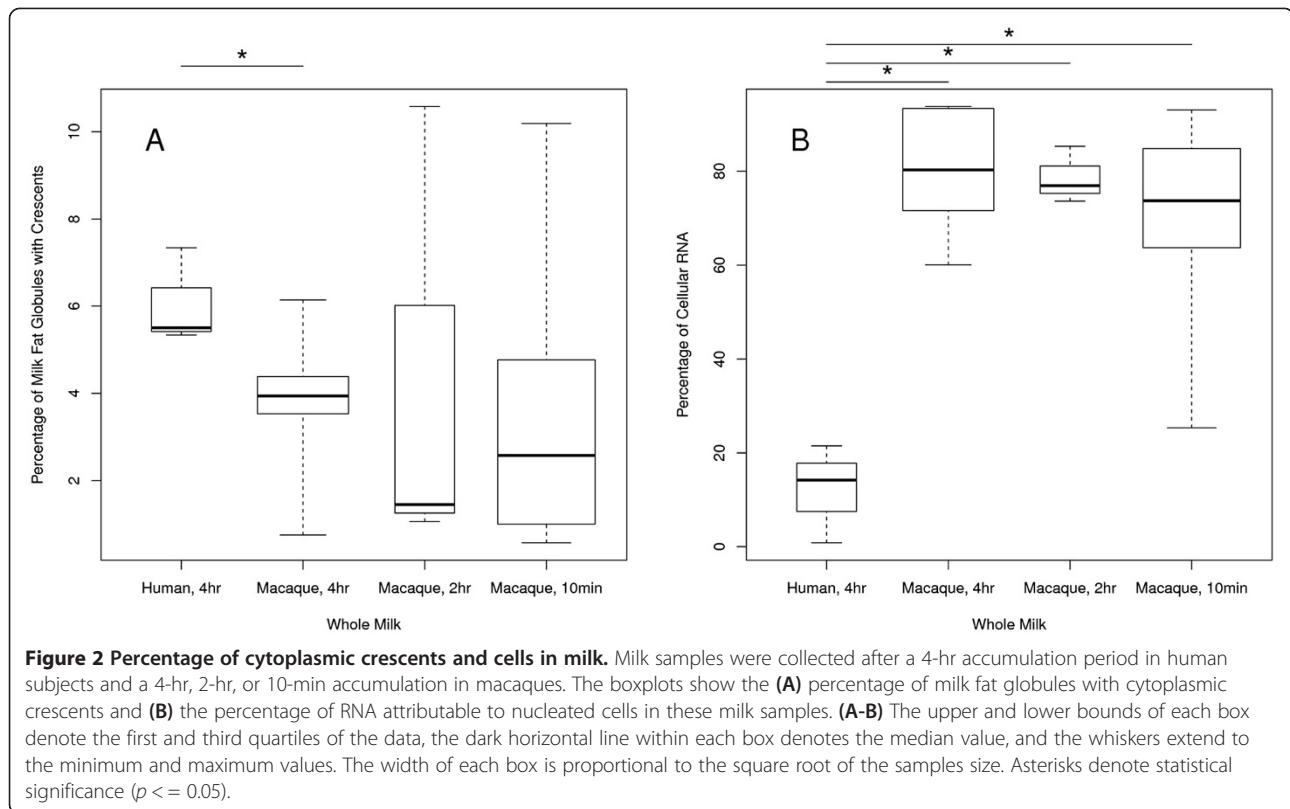 *
A
Percentage of Milk Fat Globules with Crescents
10
8
6
4
2
Human, 4hr Macaque, 4hr Macaque, 2hr Macaque, 10min
Whole Milk
*
*
*
B
Percentage of Cellular RNA
80
60
40
20
0
Human, 4hr Macaque, 4hr Macaque, 2hr Macaque, 10min
Whole Milk
Figure 2 Percentage of cytoplasmic crescents and cells in milk. Milk samples were collected after a 4-hr accumulation period in human
subjects and a 4-hr, 2-hr, or 10-min accumulation in macaques. The boxplots show the (A) percentage of milk fat globules with cytoplasmic
crescents and (B) the percentage of RNA attributable to nucleated cells in these milk samples. (A-B) The upper and lower bounds of each box
denote the first and third quartiles of the data, the dark horizontal line within each box denotes the median value, and the whiskers extend to
the minimum and maximum values. The width of each box is proportional to the square root of the samples size. Asterisks denote statistical
significance (p < = 0.05).